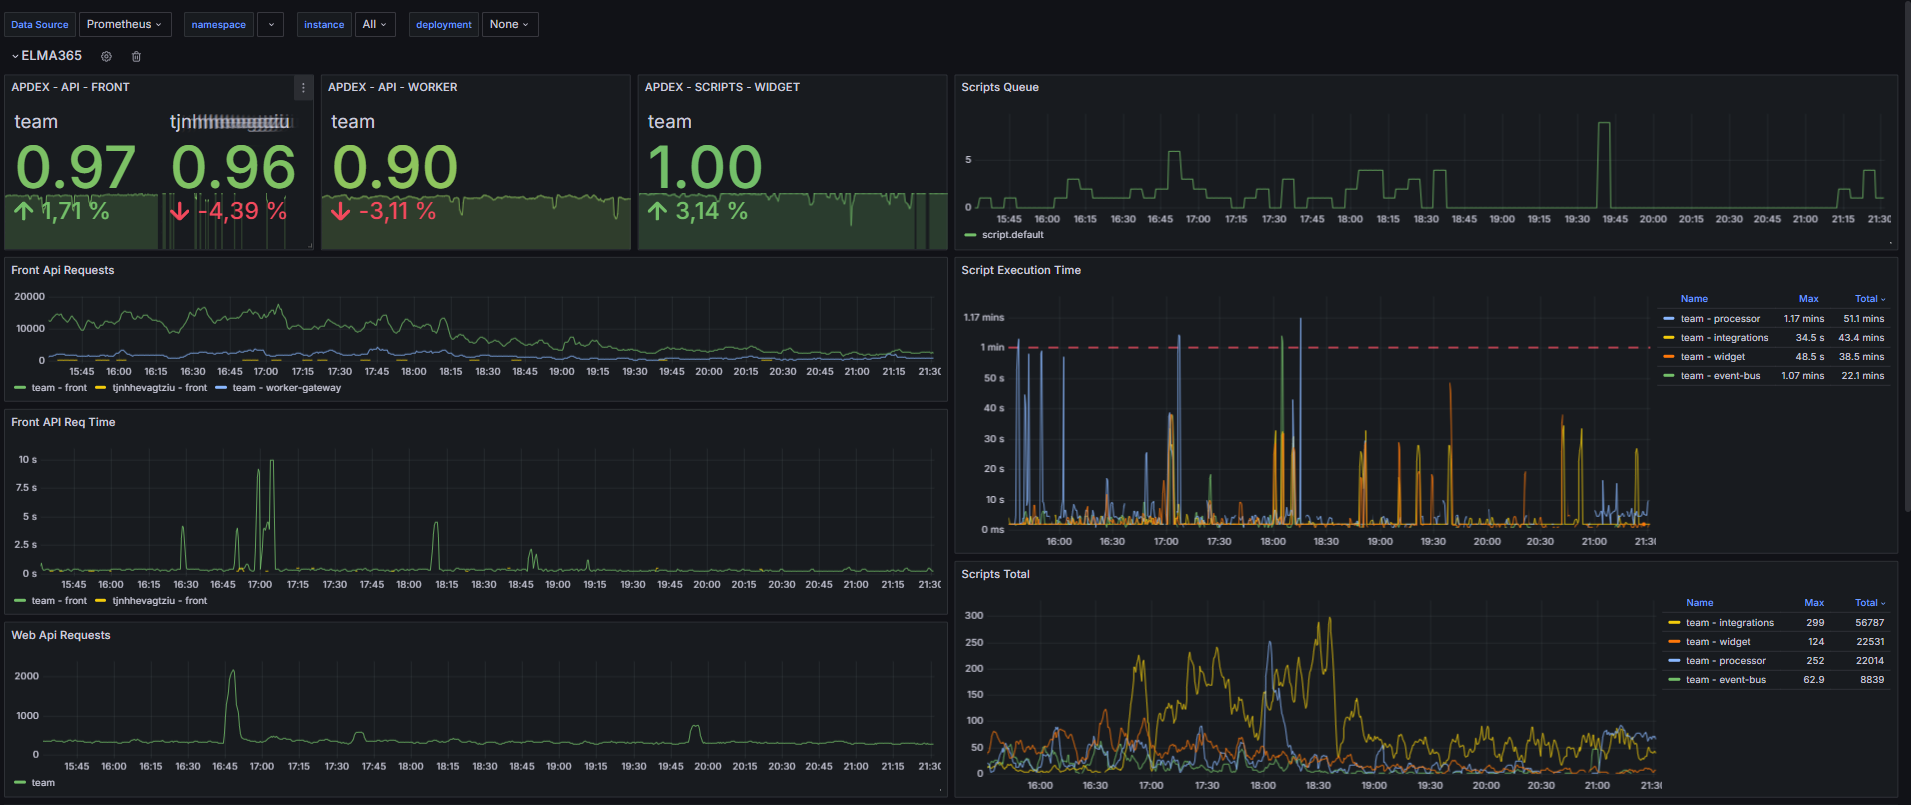 Data Source Prometheus namespace instance All deployment None
ELMA365
APDEX - API - FRONT
team
0.97
1,71 %
0.96
-4,39 %
APDEX - API - WORKER
team
0.90
-3,11 %
APDEX - SCRIPTS - WIDGET
team
1.00
3,14 %
Scripts Queue
5
0
15:45 16:00 16:15 16:30 16:45 17:00 17:15 17:30 17:45 18:00 18:15 18:30 18:45 19:00 19:15 19:30 19:45 20:00 20:15 20:30 20:45 21:00 21:15 21:30
script.default
Front Api Requests
20000
10000
0
15:45 16:00 16:15 16:30 16:45 17:00 17:15 17:30 17:45 18:00 18:15 18:30 18:45 19:00 19:15 19:30 19:45 20:00 20:15 20:30 20:45 21:00 21:15 21:30
team - front tjnhhevagtziu - front team - worker-gateway
Script Execution Time
1.17 mins
1 min
50 s
40 s
30 s
20 s
10 s
0 ms
16:00 16:30 17:00 17:30 18:00 18:30 19:00 19:30 20:00 20:30 21:00 21:30
Name Max Total
team - processor 1.17 mins 51.1 mins
team - integrations 34.5 s 43.4 mins
team - widget 48.5 s 38.5 mins
team - event-bus 1.07 mins 22.1 mins
Front API Req Time
10 s
7.5 s
5 s
2.5 s
0 s
15:45 16:00 16:15 16:30 16:45 17:00 17:15 17:30 17:45 18:00 18:15 18:30 18:45 19:00 19:15 19:30 19:45 20:00 20:15 20:30 20:45 21:00 21:15 21:30
team - front tjnhhevagtziu - front
Scripts Total
300
250
200
150
100
50
0
16:00 16:30 17:00 17:30 18:00 18:30 19:00 19:30 20:00 20:30 21:00 21:30
Name Max Total
team - integrations 299 56787
team - widget 124 22531
team - processor 252 22014
team - event-bus 62.9 8839
Web Api Requests
2000
1000
0
15:45 16:00 16:15 16:30 16:45 17:00 17:15 17:30 17:45 18:00 18:15 18:30 18:45 19:00 19:15 19:30 19:45 20:00 20:15 20:30 20:45 21:00 21:15 21:30
team